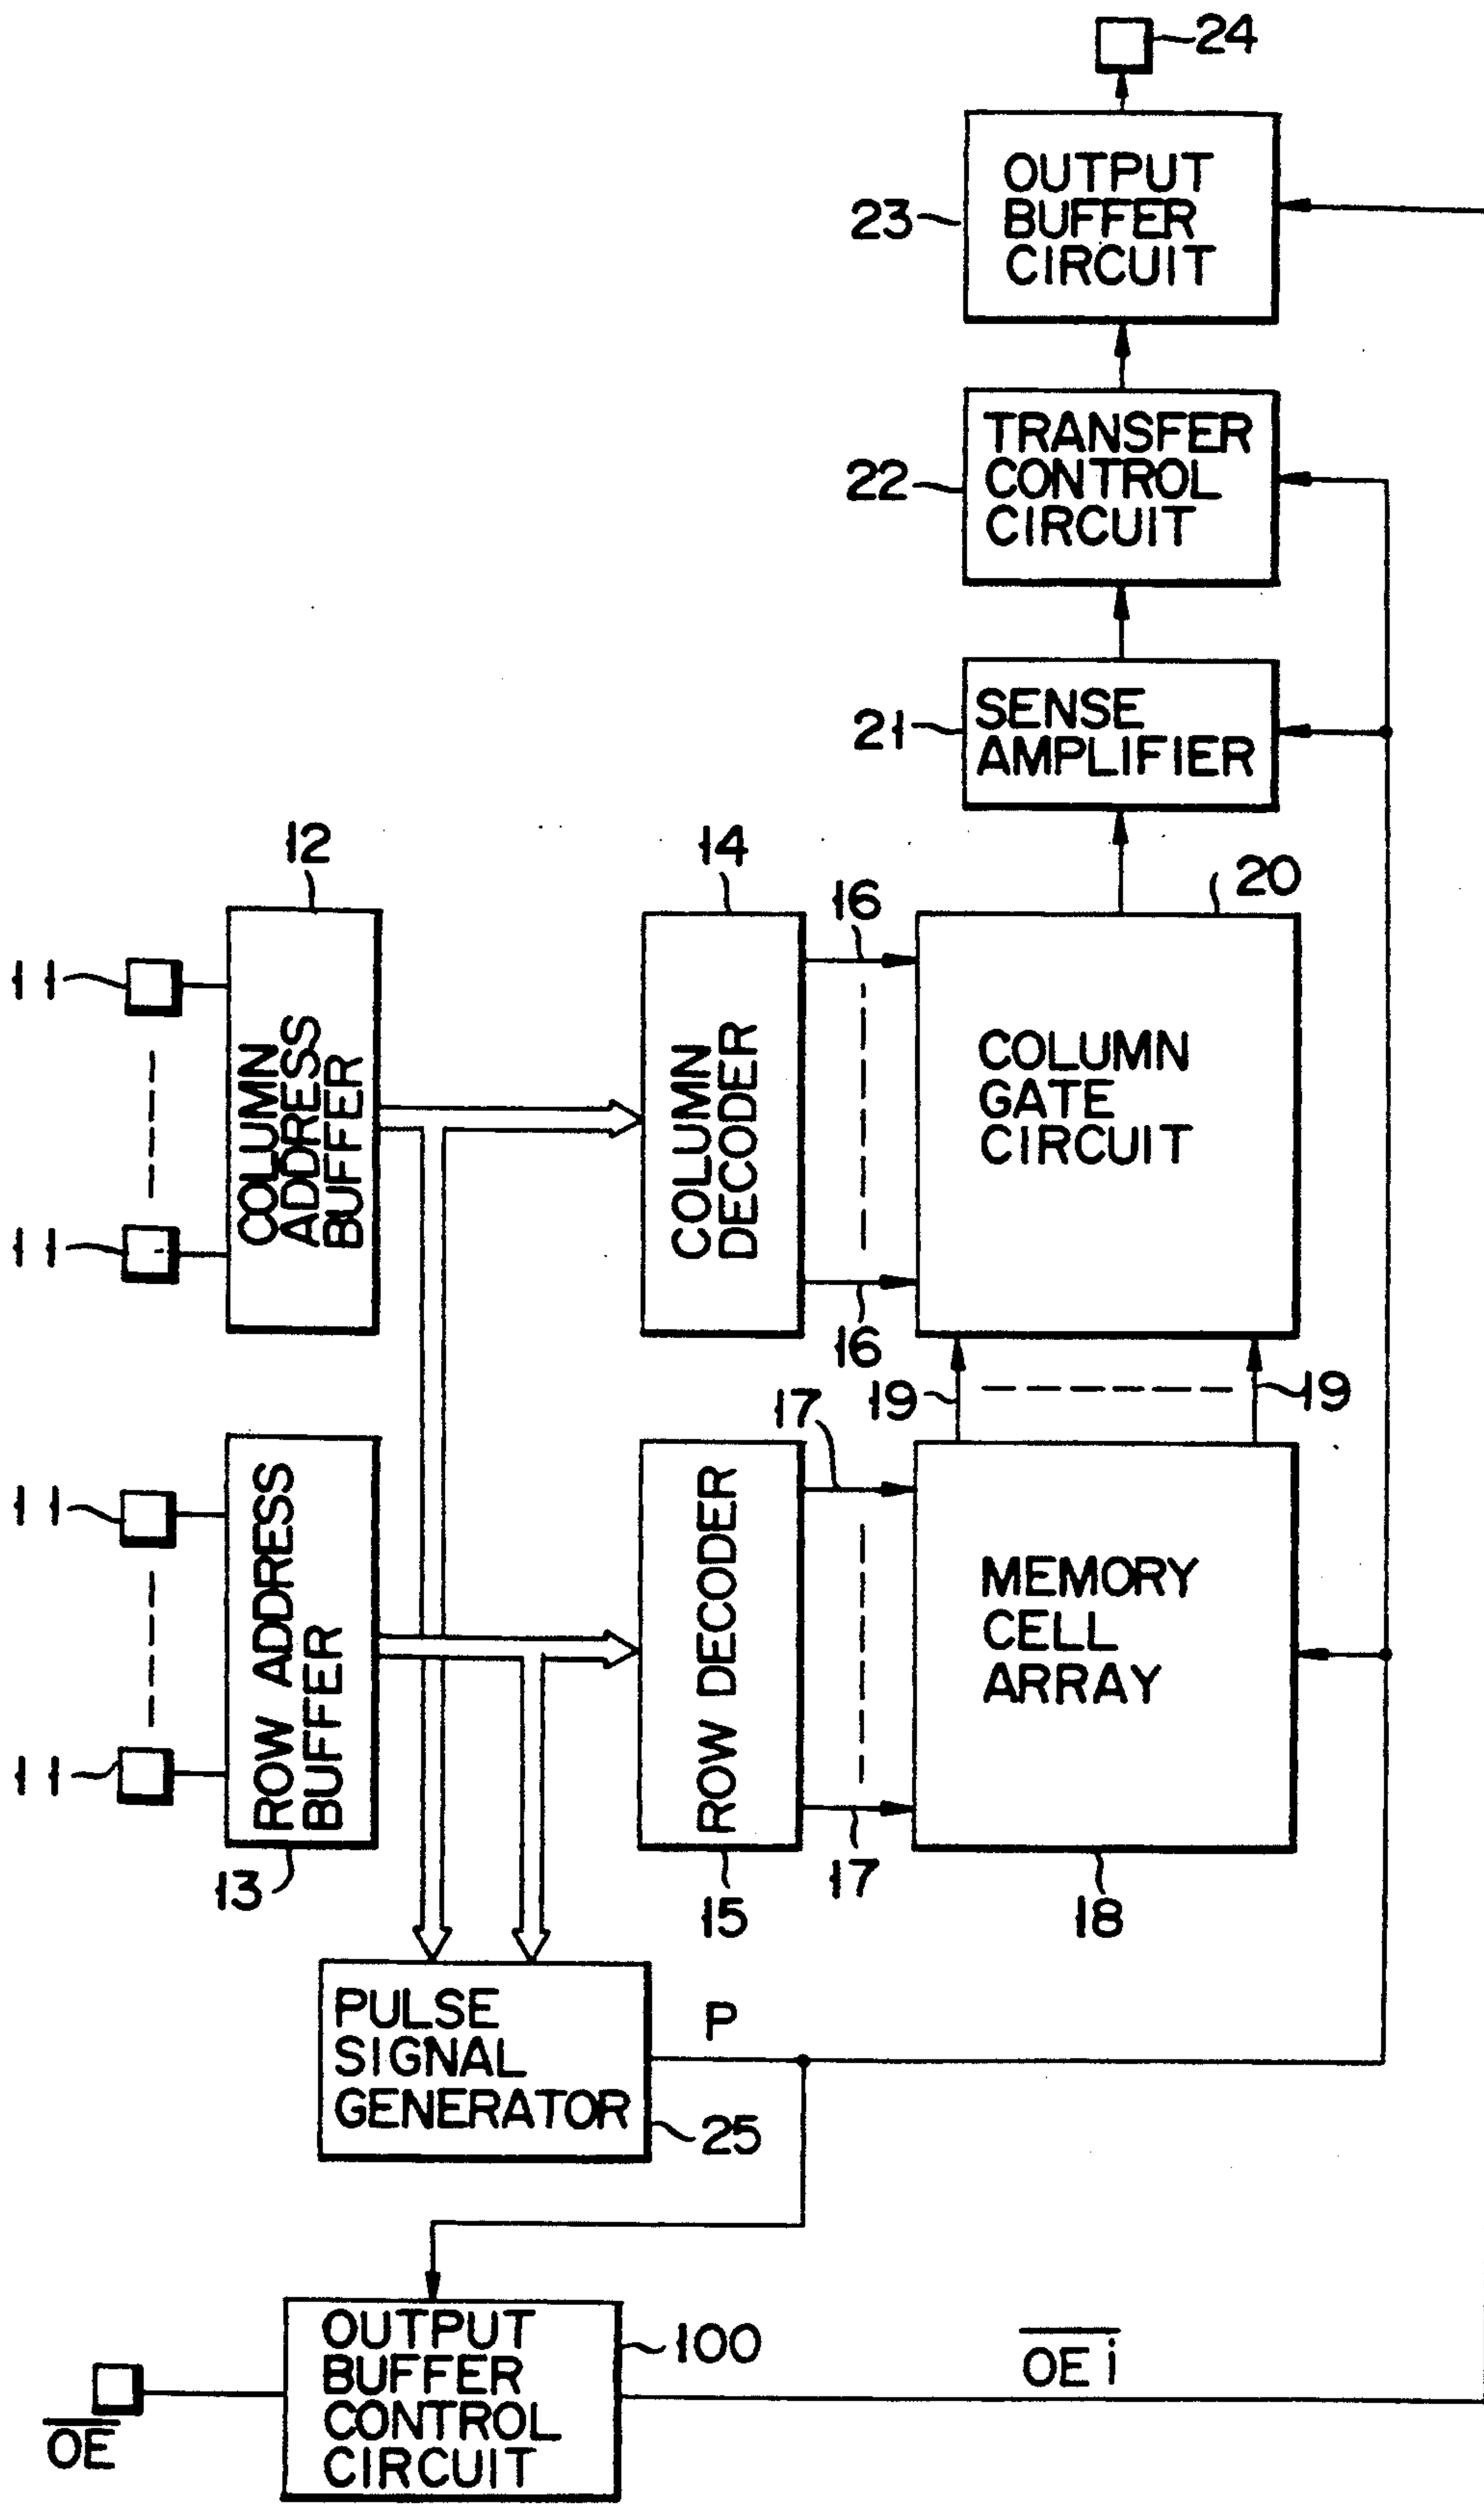 24
OUTPUT
BUFFER
CIRCUIT
23
TRANSFER
CONTROL
CIRCUIT
22
SENSE
AMPLIFIER
21
12
14
16
20
11
COLUMN
ADDRESS
BUFFER
COLUMN
DECODER
COLUMN
GATE
CIRCUIT
11
16
19
19
17
11
ROW ADDRESS
BUFFER
ROW DECODER
MEMORY
CELL
ARRAY
11
13
15
17
18
PULSE
SIGNAL
GENERATOR
P
25
OUTPUT
BUFFER
CONTROL
CIRCUIT
100
OE i
OE